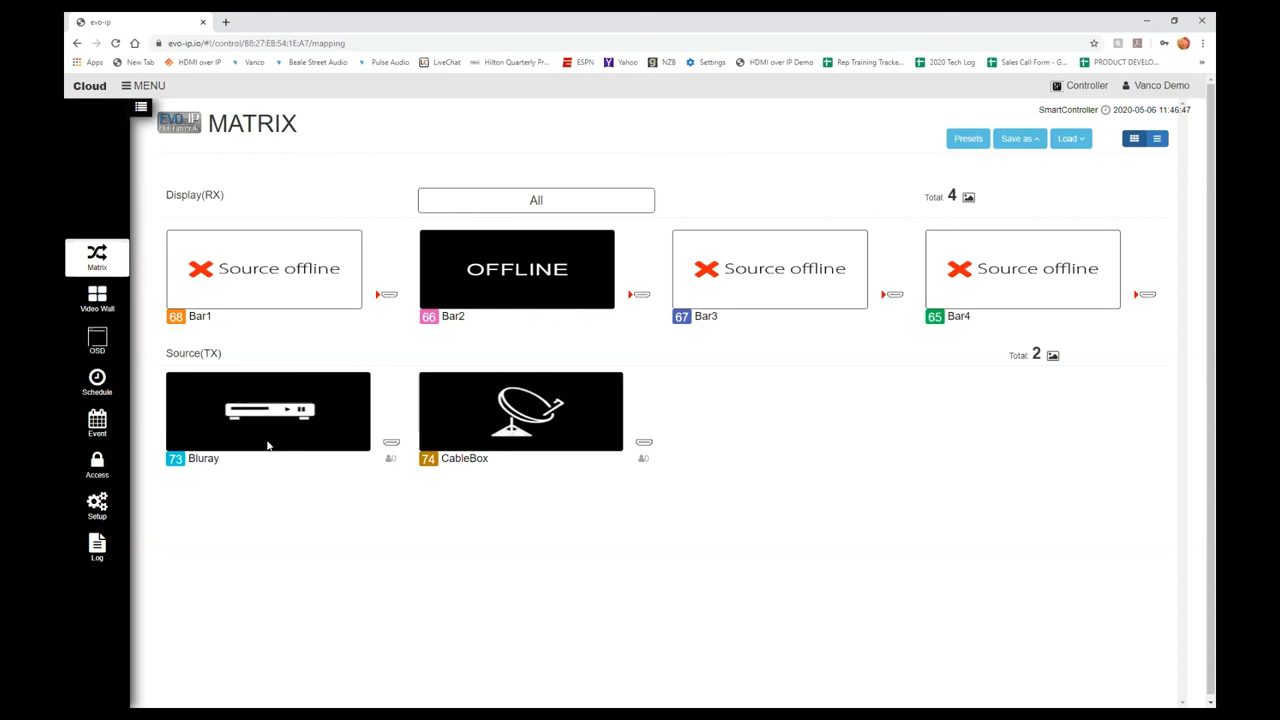 evo-ip
evo-ip.io/#!/control/B8:27:EB:54:1E:A7/mapping
Apps New Tab HDMI over IP Vanco Beale Street Audio Pulse Audio LiveChat Hilton Quarterly Pr... ESPN Yahoo NZB Settings HDMI over IP Demo Rep Training Tracke... 2020 Tech Log Sales Call Form - G... PRODUCT DEVELO...
Cloud MENU Controller Vanco Demo
SmartController 2020-05-06 11:46:47
EVO-IP MATRIX
Presets Save as Load
Display(RX) All Total: 4
Source offline OFFLINE Source offline Source offline
68 Bar1 66 Bar2 67 Bar3 65 Bar4
Source(TX) Total: 2
73 Bluray 0 74 CableBox 0
Matrix
Video Wall
OSD
Schedule
Event
Access
Setup
Log